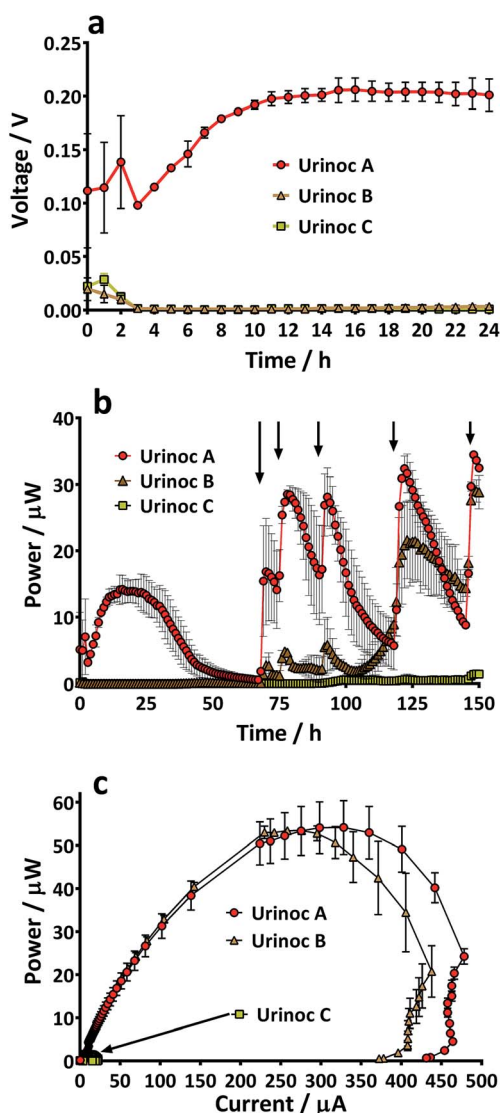 a
Voltage / V
0.20
0.15
0.10
0.05
0.00
Urinoc A
Urinoc B
Urinoc C
0 2 4 6 8 10 12 14 16 18 20 22 24
Time / h
b
Power / µW
40
30
20
10
0
Urinoc A
Urinoc B
Urinoc C
0 25 50 75 100 125 150
Time / h
c
Power / µW
60
50
40
30
20
10
0
Urinoc A
Urinoc B
Urinoc C
0 50 100 150 200 250 300 350 400 450 500
Current / µA